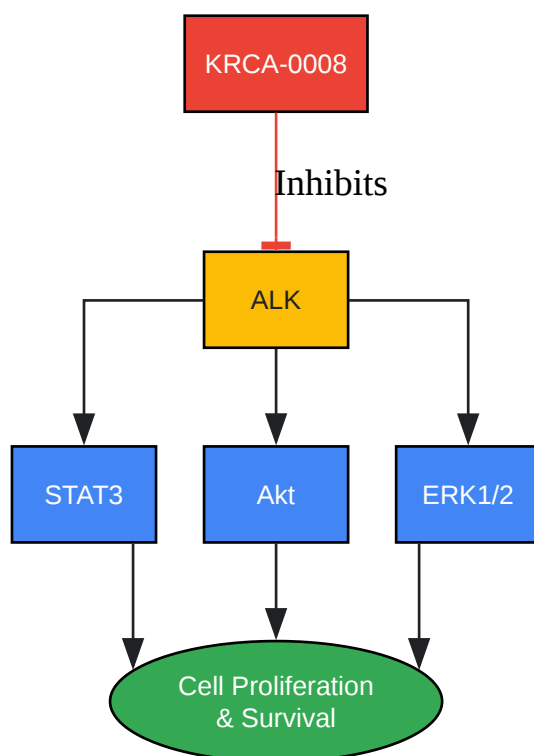 KRCA-0008
Inhibits
ALK
STAT3
Akt
ERK1/2
Cell Proliferation
& Survival